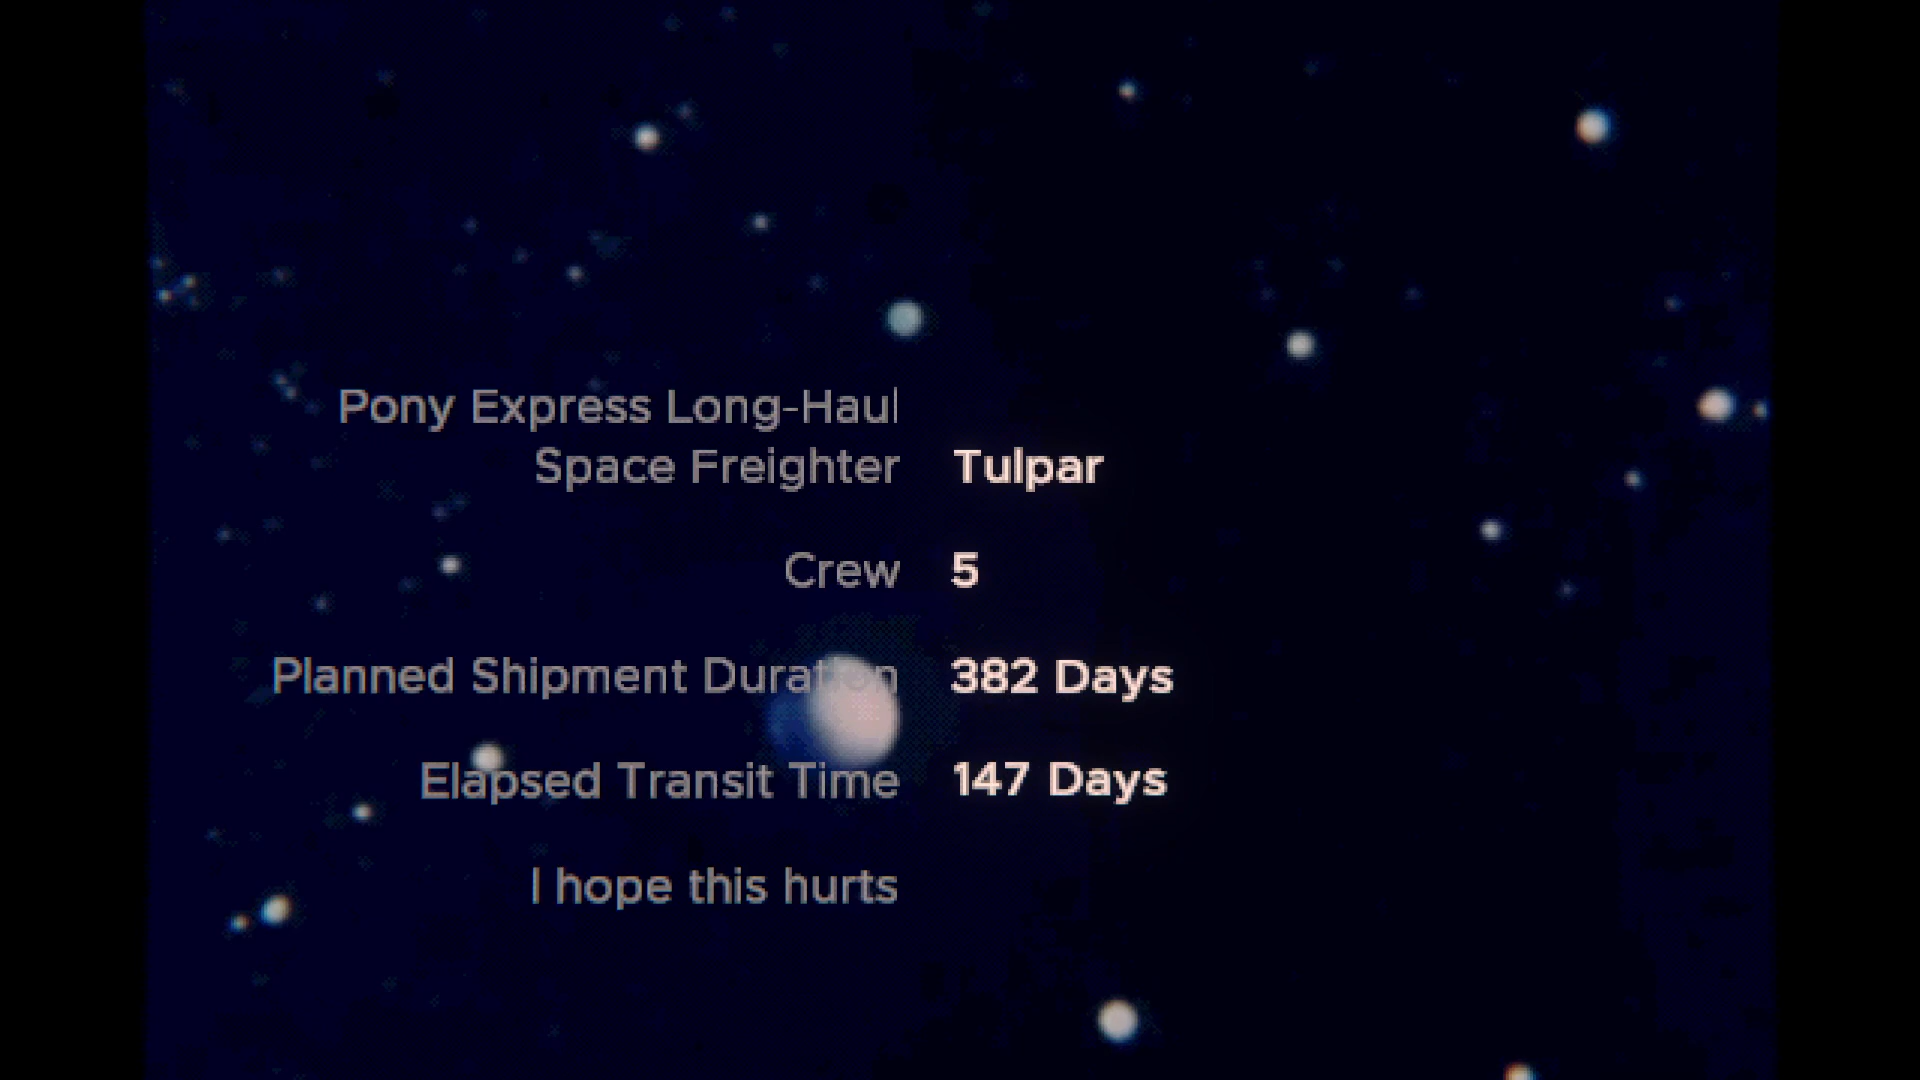 Pony Express Long-Haul
Space Freighter Tulpar
Crew 5
Planned Shipment Duration 382 Days
Elapsed Transit Time 147 Days
I hope this hurts